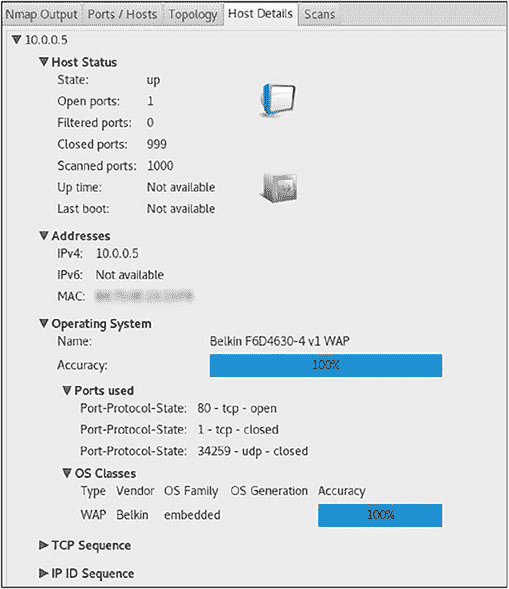 Nmap Output Ports / Hosts Topology Host Details Scans
10.0.0.5
Host Status
State: up
Open ports: 1
Filtered ports: 0
Closed ports: 999
Scanned ports: 1000
Up time: Not available
Last boot: Not available
Addresses
IPv4: 10.0.0.5
IPv6: Not available
MAC:
Operating System
Name: Belkin F6D4630-4 v1 WAP
Accuracy: 100%
Ports used
Port-Protocol-State: 80 - tcp - open
Port-Protocol-State: 1 - tcp - closed
Port-Protocol-State: 34259 - udp - closed
OS Classes
Type Vendor OS Family OS Generation Accuracy
WAP Belkin embedded 100%
TCP Sequence
IP ID Sequence